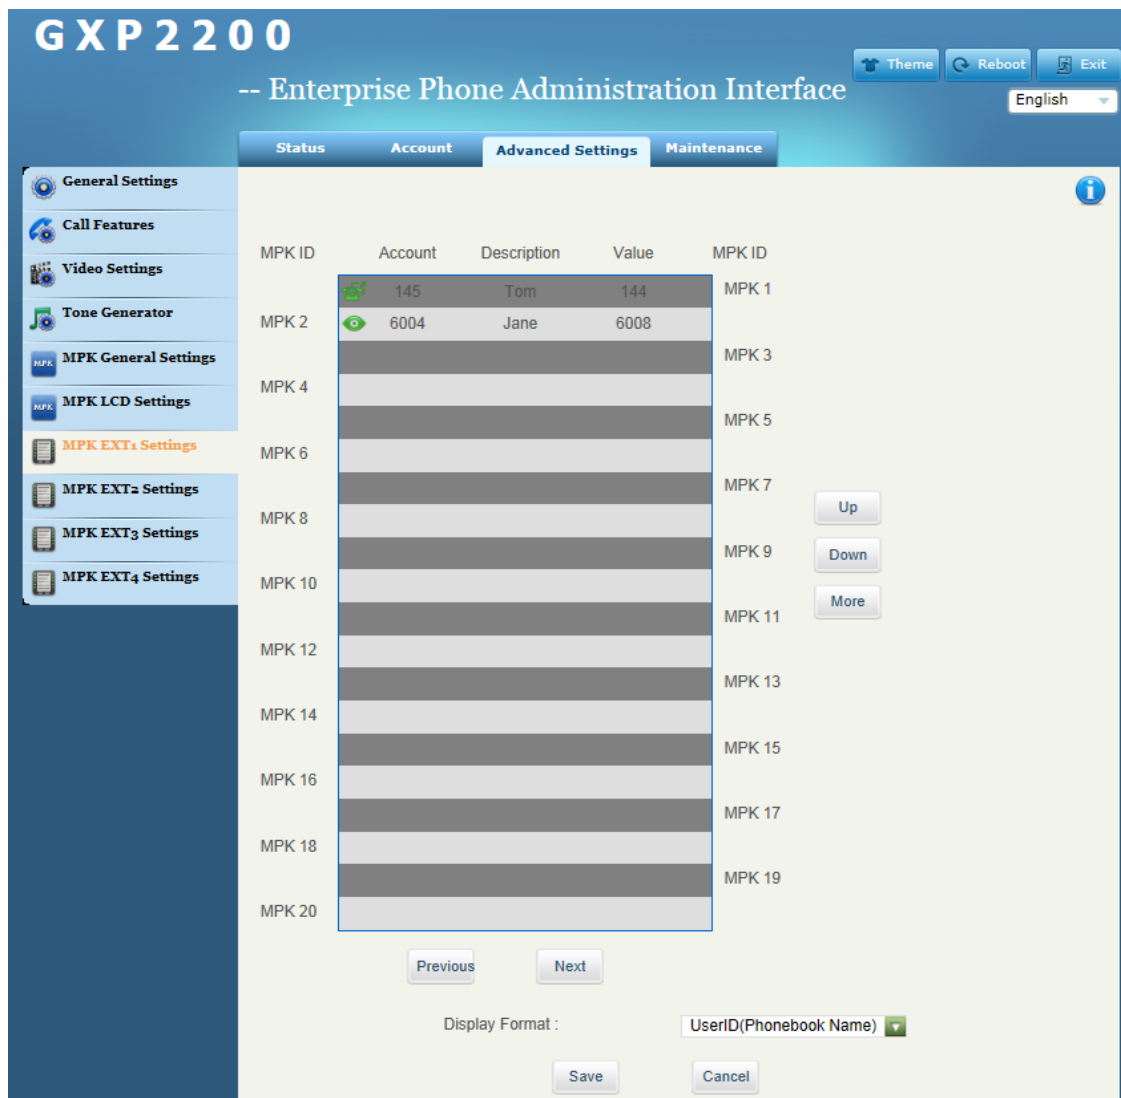 GXP2200
-- Enterprise Phone Administration Interface
Theme Reboot Exit
English
Status Account Advanced Settings Maintenance
General Settings
Call Features
Video Settings
Tone Generator
MPK General Settings
MPK LCD Settings
MPK EXT1 Settings
MPK EXT2 Settings
MPK EXT3 Settings
MPK EXT4 Settings
MPK ID Account Description Value MPK ID
145 Tom 144 MPK 1
MPK 2 6004 Jane 6008
MPK 3
MPK 4
MPK 5
MPK 6
MPK 7
MPK 8
MPK 9
MPK 10
MPK 11
MPK 12
MPK 13
MPK 14
MPK 15
MPK 16
MPK 17
MPK 18
MPK 19
MPK 20
Up
Down
More
Previous Next
Display Format : UserID(Phonebook Name)
Save Cancel